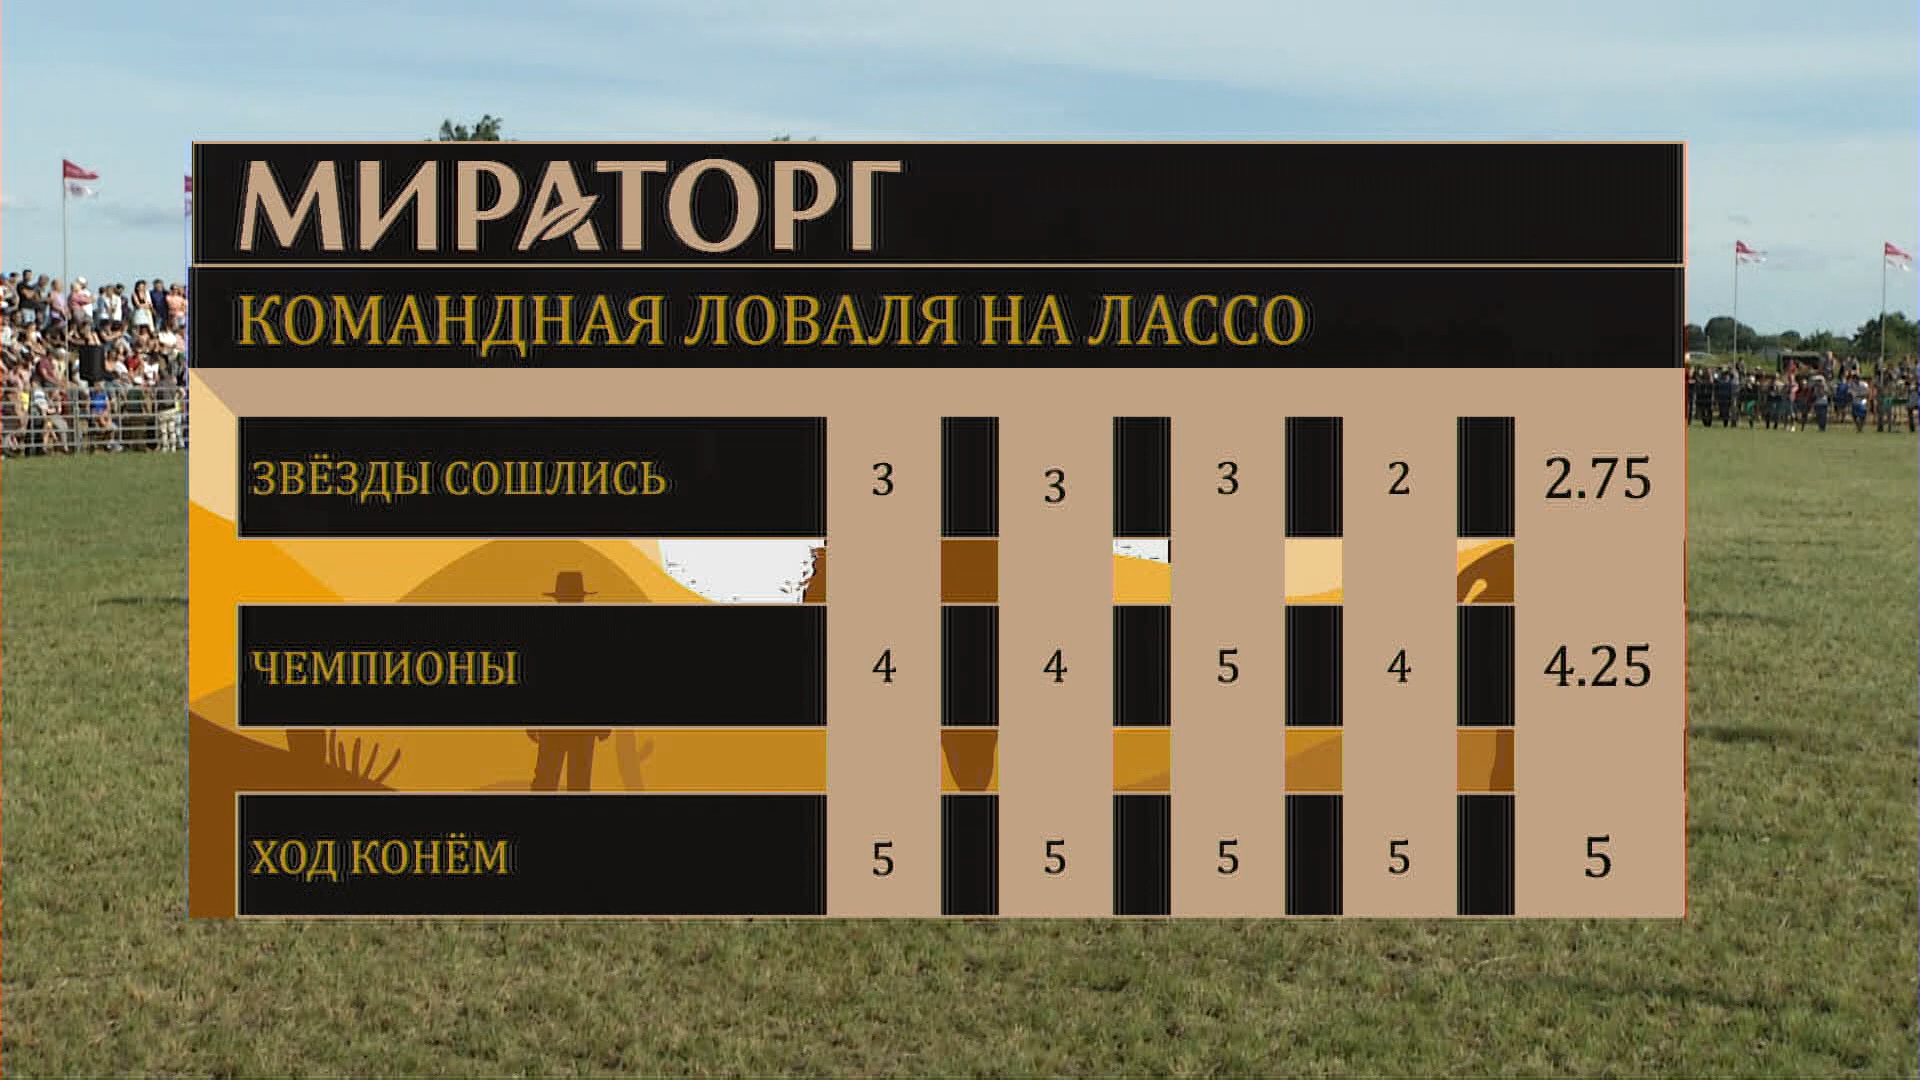 МИРАТОРГ
КОМАНДНАЯ ЛОВАЛЯ НА ЛАССО
ЗВЁЗДЫ СОШЛИСЬ 3 3 3 2 2.75
ЧЕМПИОНЫ 4 4 5 4 4.25
ХОД КОНЁМ 5 5 5 5 5